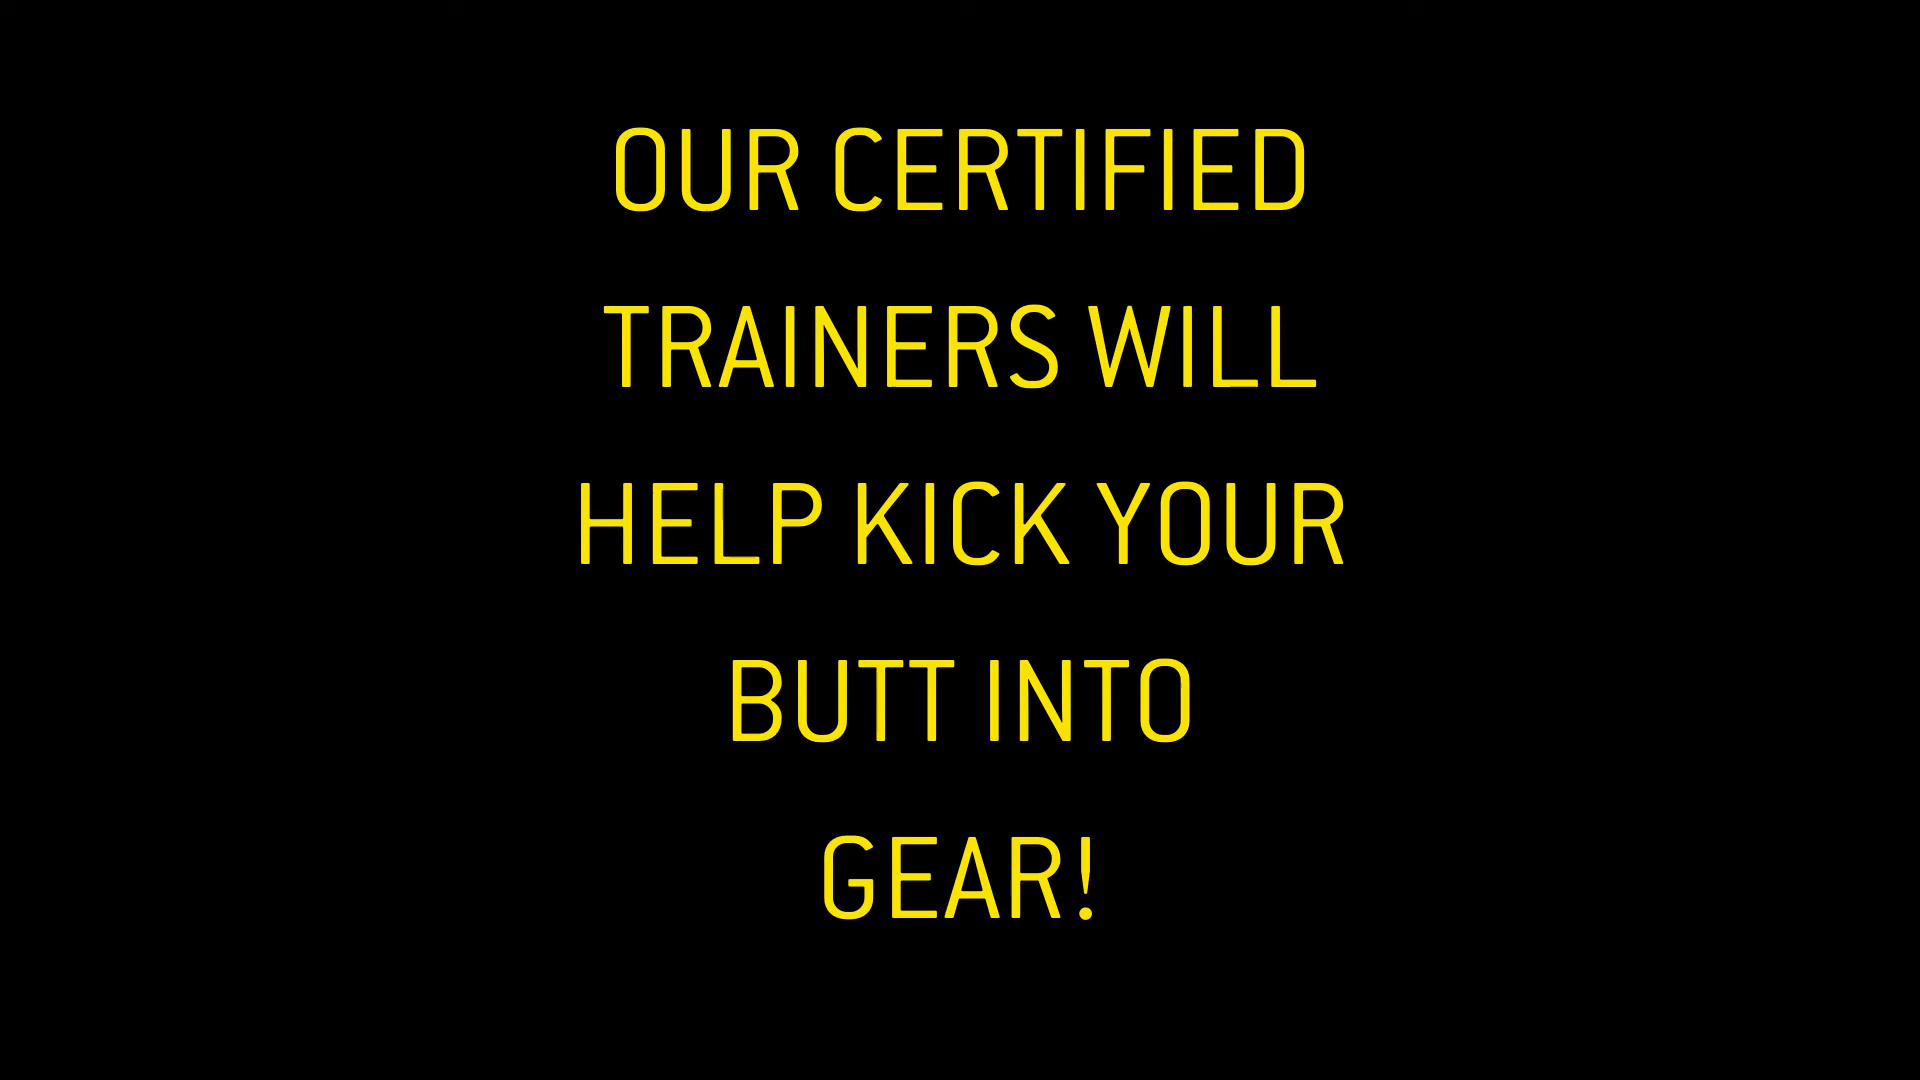 OUR CERTIFIED
TRAINERS WILL
HELP KICK YOUR
BUTT INTO
GEAR!